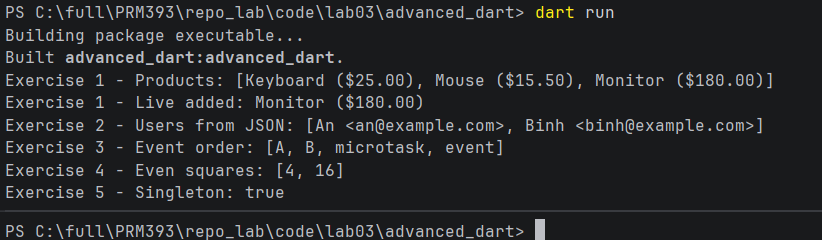 PS C:\full\PRM393\repo_lab\code\lab03\advanced_dart> dart run
Building package executable...
Built advanced_dart:advanced_dart.
Exercise 1 - Products: [Keyboard ($25.00), Mouse ($15.50), Monitor ($180.00)]
Exercise 1 - Live added: Monitor ($180.00)
Exercise 2 - Users from JSON: [An <an@example.com>, Binh <binh@example.com>]
Exercise 3 - Event order: [A, B, microtask, event]
Exercise 4 - Even squares: [4, 16]
Exercise 5 - Singleton: true
PS C:\full\PRM393\repo_lab\code\lab03\advanced_dart>